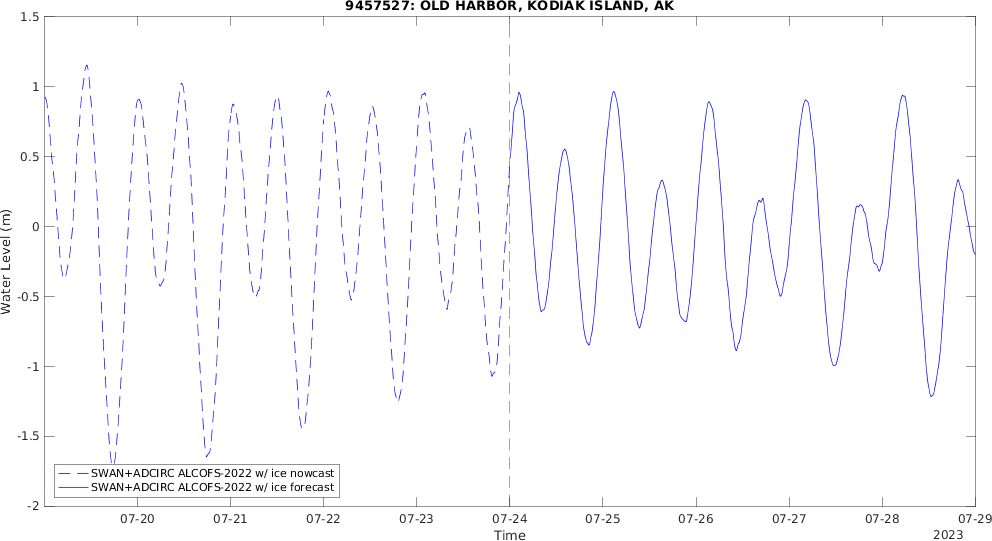 9457527: OLD HARBOR, KODIAK ISLAND, AK
1.5
1
0.5
0
-0.5
-1
-1.5
-2
Water Level (m)
SWAN+ADCIRC ALCOFS-2022 w/ ice nowcast
SWAN+ADCIRC ALCOFS-2022 w/ ice forecast
07-20 07-21 07-22 07-23 07-24 07-25 07-26 07-27 07-28 07-29
Time
2023